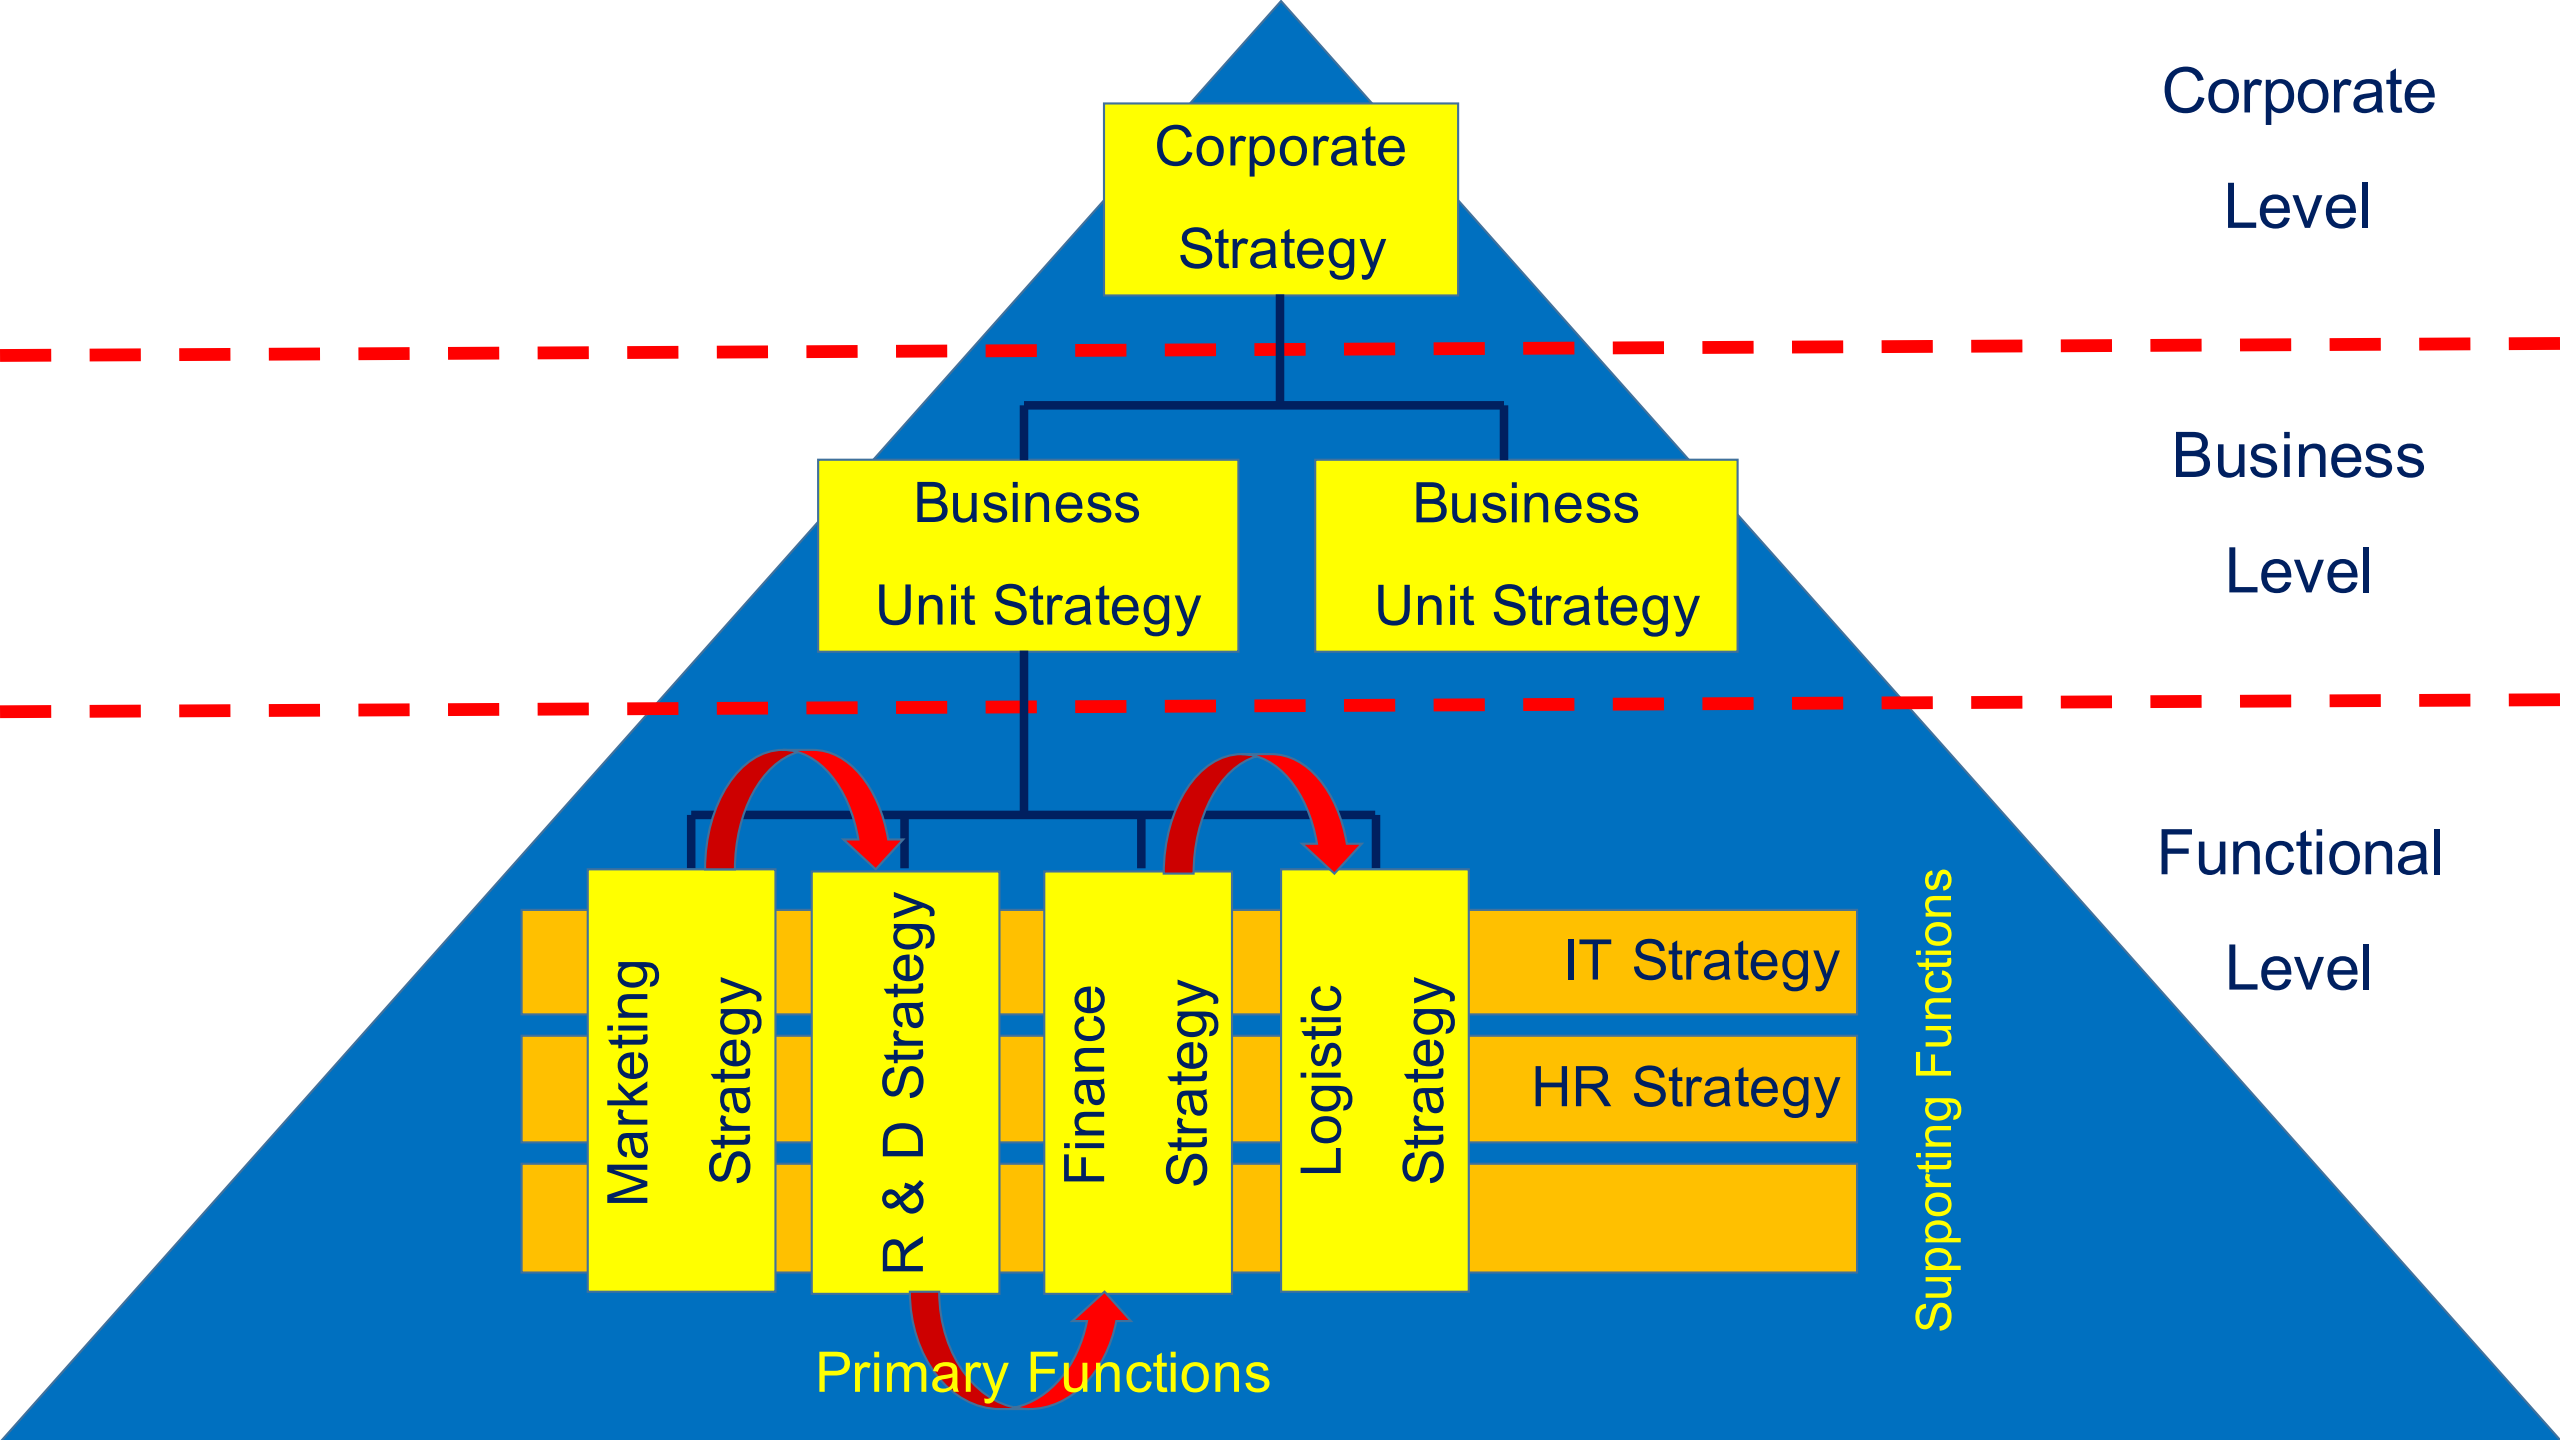 Corporate
Level
Corporate
Strategy
Business
Level
Business
Unit Strategy
Business
Unit Strategy
Functional
Level
Marketing
Strategy
R & D Strategy
Finance
Strategy
Logistic
Strategy
IT Strategy
HR Strategy
Supporting Functions
Primary Functions